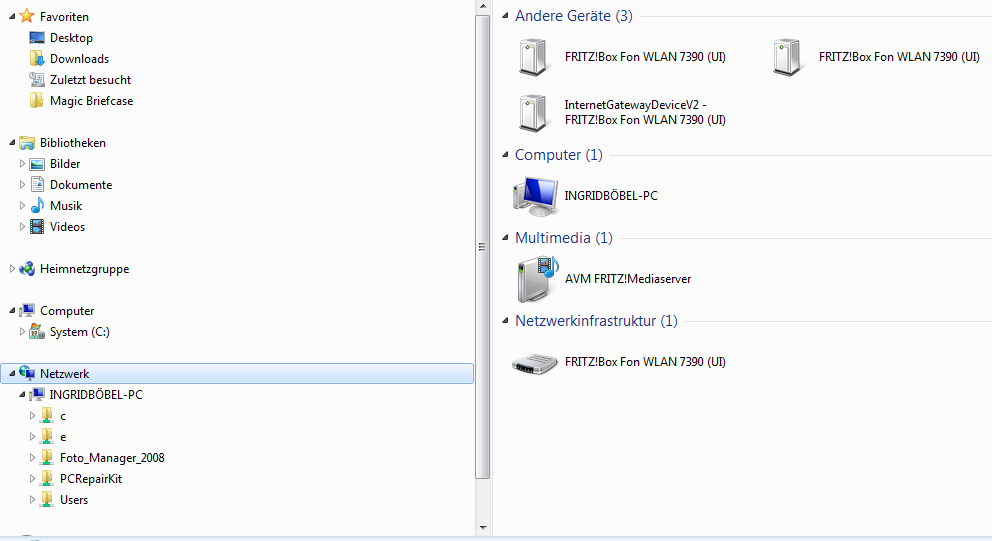 Favoriten
Desktop
Downloads
Zuletzt besucht
Magic Briefcase
Bibliotheken
Bilder
Dokumente
Musik
Videos
Heimnetzgruppe
Computer
System (C:)
Netzwerk
INGRIDBÖBEL-PC
c
e
Foto_Manager_2008
PCRepairKit
Users
Andere Geräte (3)
FRITZ!Box Fon WLAN 7390 (UI)
FRITZ!Box Fon WLAN 7390 (UI)
InternetGatewayDeviceV2 -
FRITZ!Box Fon WLAN 7390 (UI)
Computer (1)
INGRIDBÖBEL-PC
Multimedia (1)
AVM FRITZ!Mediaserver
Netzwerkinfrastruktur (1)
FRITZ!Box Fon WLAN 7390 (UI)